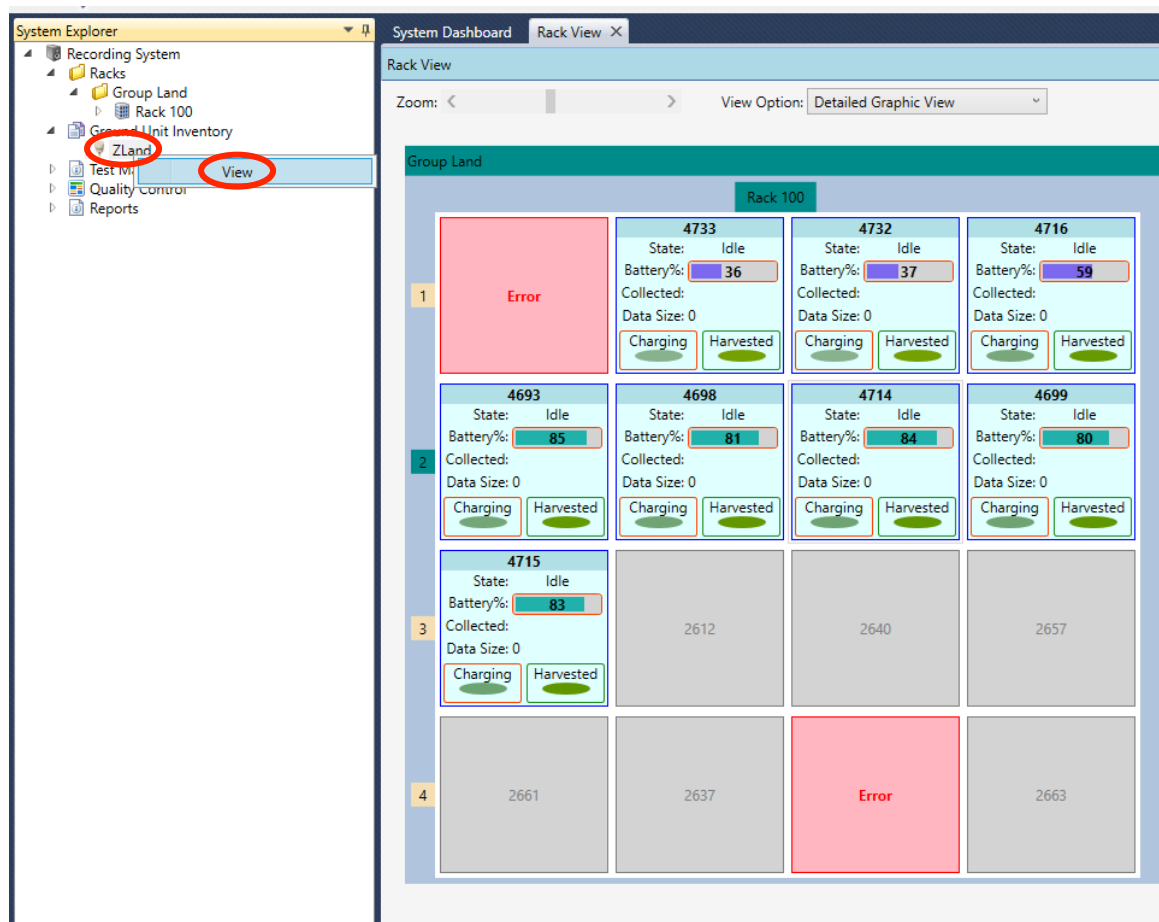 System Explorer
Recording System
Racks
Group Land
Rack 100
Ground Unit Inventory
ZLand
View
Test M
Quality Control
Reports
System Dashboard Rack View
Rack View
Zoom: View Option: Detailed Graphic View
Group Land
Rack 100
1
Error
4733
State: Idle
Battery%: 36
Collected:
Data Size: 0
Charging Harvested
4732
State: Idle
Battery%: 37
Collected:
Data Size: 0
Charging Harvested
4716
State: Idle
Battery%: 59
Collected:
Data Size: 0
Charging Harvested
2
4693
State: Idle
Battery%: 85
Collected:
Data Size: 0
Charging Harvested
4698
State: Idle
Battery%: 81
Collected:
Data Size: 0
Charging Harvested
4714
State: Idle
Battery%: 84
Collected:
Data Size: 0
Charging Harvested
4699
State: Idle
Battery%: 80
Collected:
Data Size: 0
Charging Harvested
3
4715
State: Idle
Battery%: 83
Collected:
Data Size: 0
Charging Harvested
2612
2640
2657
4
2661
2637
Error
2663